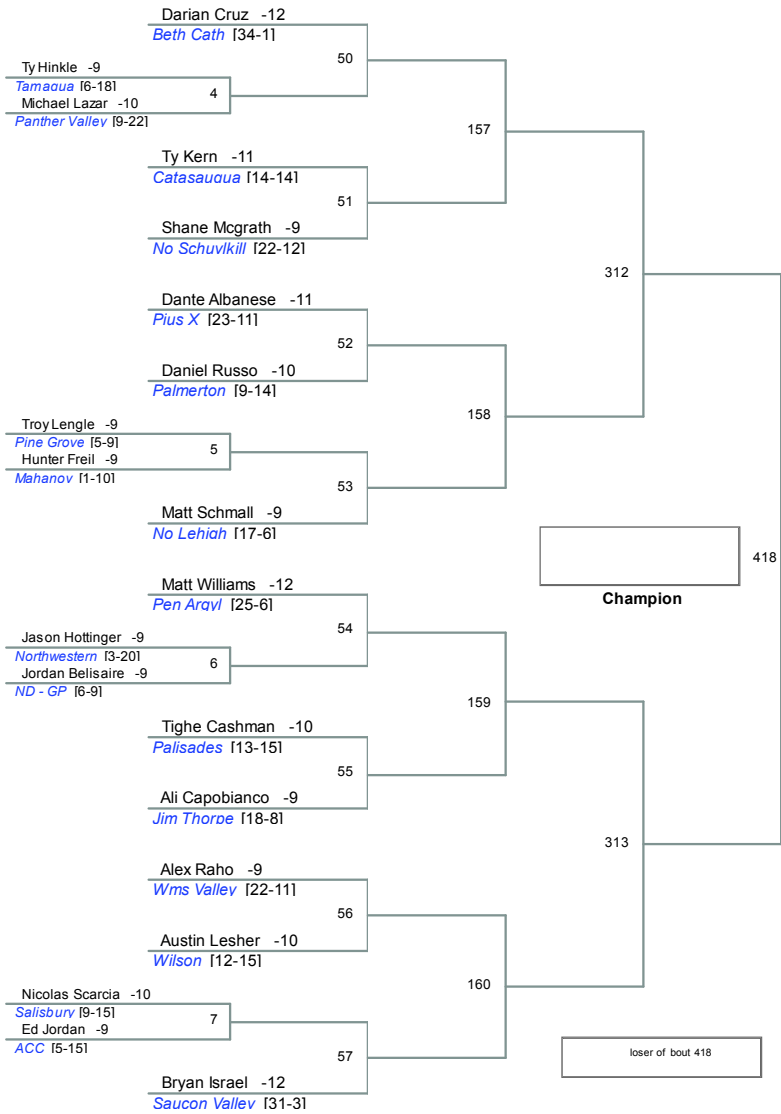 Darian Cruz -12
Beth Cath [34-1]
50
Ty Hinkle -9
Tamaqua [6-18]
4
Michael Lazar -10
Panther Valley [9-22]
157
Ty Kern -11
Catasauqua [14-14]
51
Shane Mcgrath -9
No Schuylkill [22-12]
312
Dante Albanese -11
Pius X [23-11]
52
Daniel Russo -10
Palmerton [9-14]
158
Troy Lengle -9
Pine Grove [5-9]
5
Hunter Freil -9
Mahanoy [1-10]
53
Matt Schmall -9
No Lehigh [17-6]
418
Champion
Matt Williams -12
Pen Argyl [25-6]
54
Jason Hottinger -9
Northwestern [3-20]
6
Jordan Belisaire -9
ND - GP [6-9]
159
Tighe Cashman -10
Palisades [13-15]
55
Ali Capobianco -9
Jim Thorpe [18-8]
313
Alex Raho -9
Wms Valley [22-11]
56
Austin Lesher -10
Wilson [12-15]
160
Nicolas Scarcia -10
Salisbury [9-15]
7
Ed Jordan -9
ACC [5-15]
57
loser of bout 418
Bryan Israel -12
Saucon Valley [31-3]